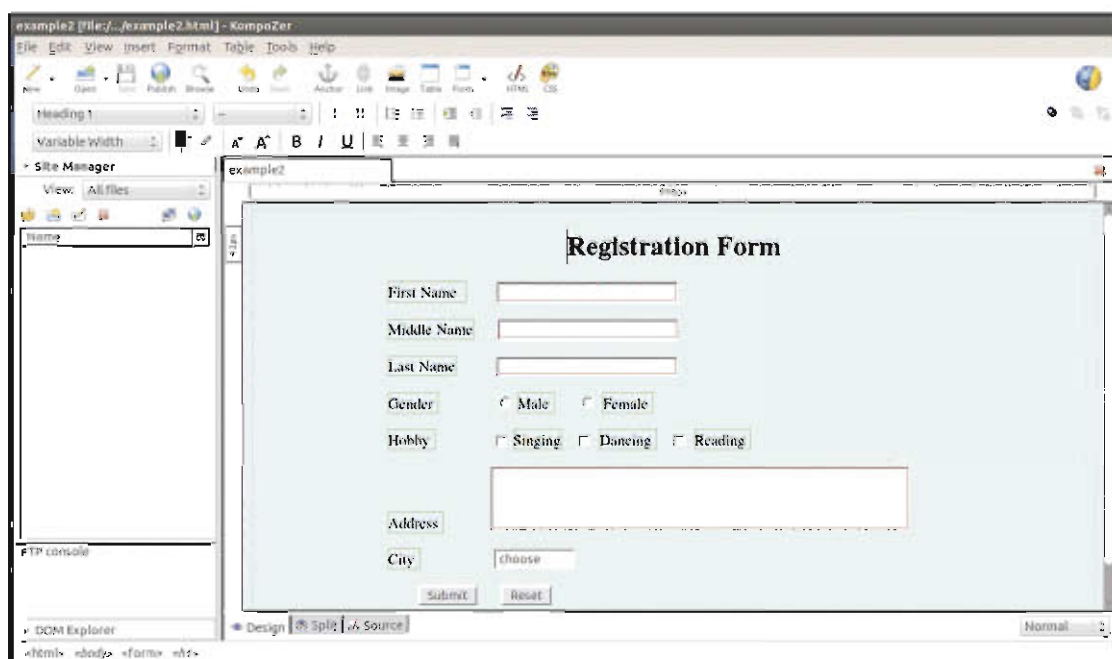 example2 [file:/.../example2.html] - KompoZer
File Edit View Insert Format Table Tools Help
New Open Save Publish Browse Undo Redo Anchor Link Image Table Form HTML CSS
Heading 1
Variable Width A A B I U
Site Manager
example2
View: All files
Name
Registration Form
First Name
Middle Name
Last Name
Gender Male Female
Hobby Singing Dancing Reading
Address
City choose
Submit Reset
FTP console
DOM Explorer
Design Split Source Normal
<html> <body> <form> <h1>